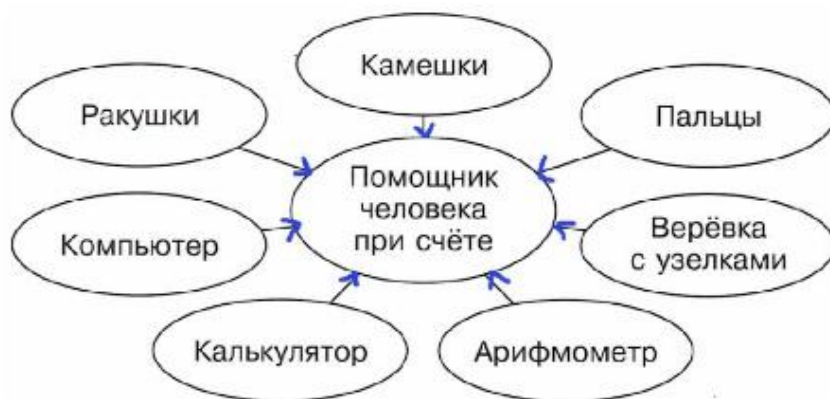 Камешки
Ракушки
Пальцы
Помощник
человека
при счёте
Компьютер
Верёвка
с узелками
Калькулятор
Арифмометр